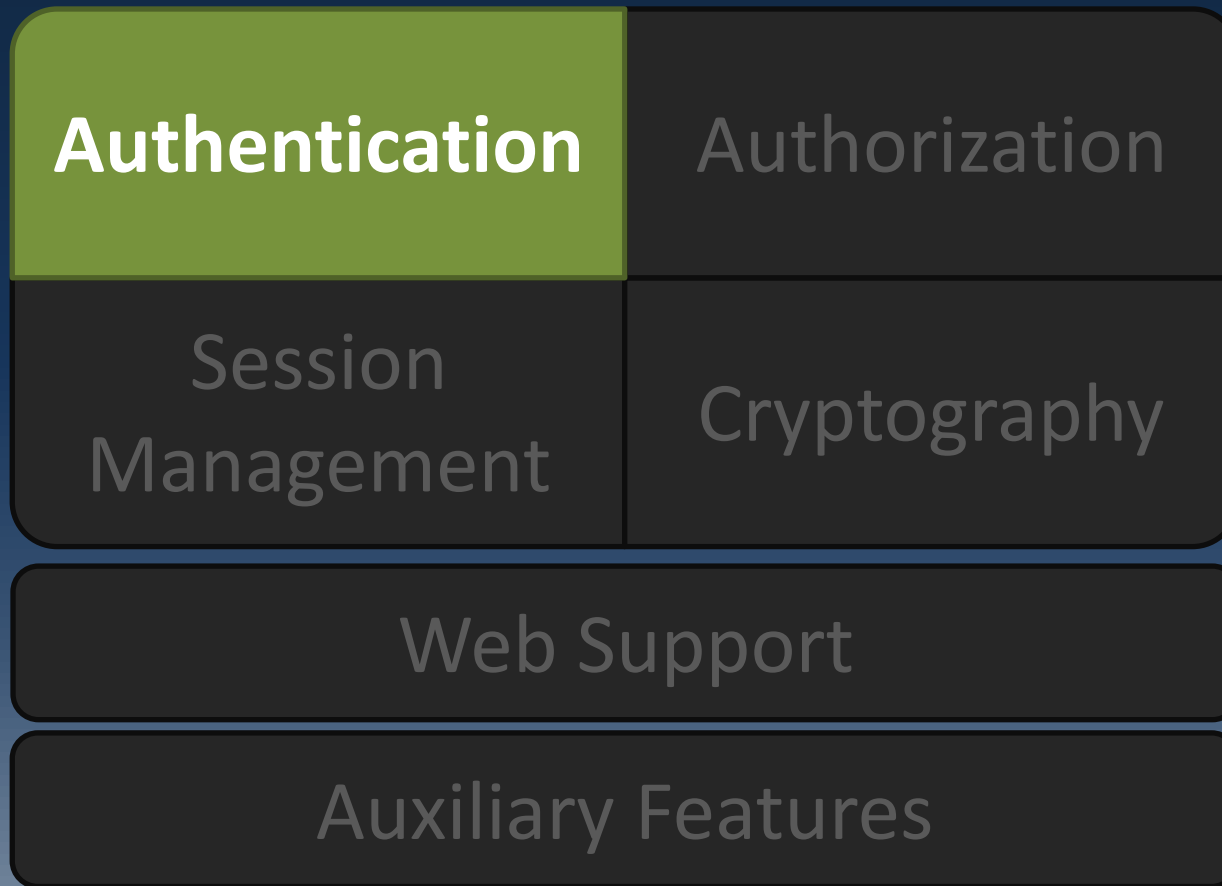 Authentication
Authorization
Session
Management
Cryptography
Web Support
Auxiliary Features